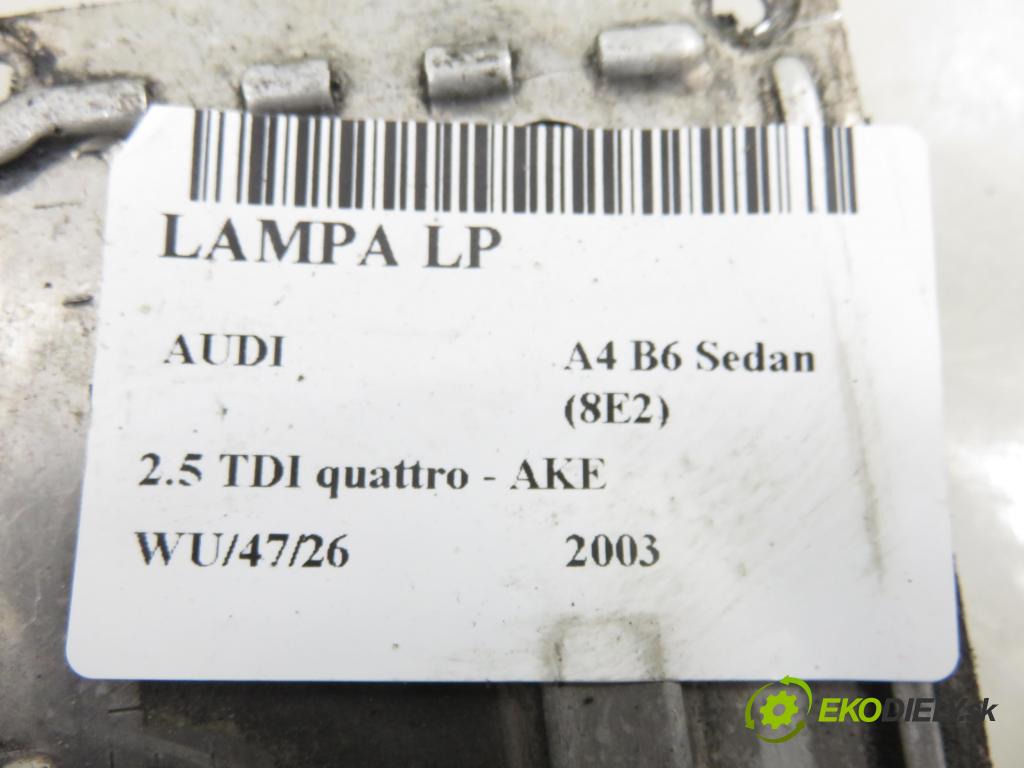 LAMPA LP
AUDI A4 B6 Sedan
(8E2)
2.5 TDI quattro - AKE
WU/47/26 2003
EKODIELY.sk